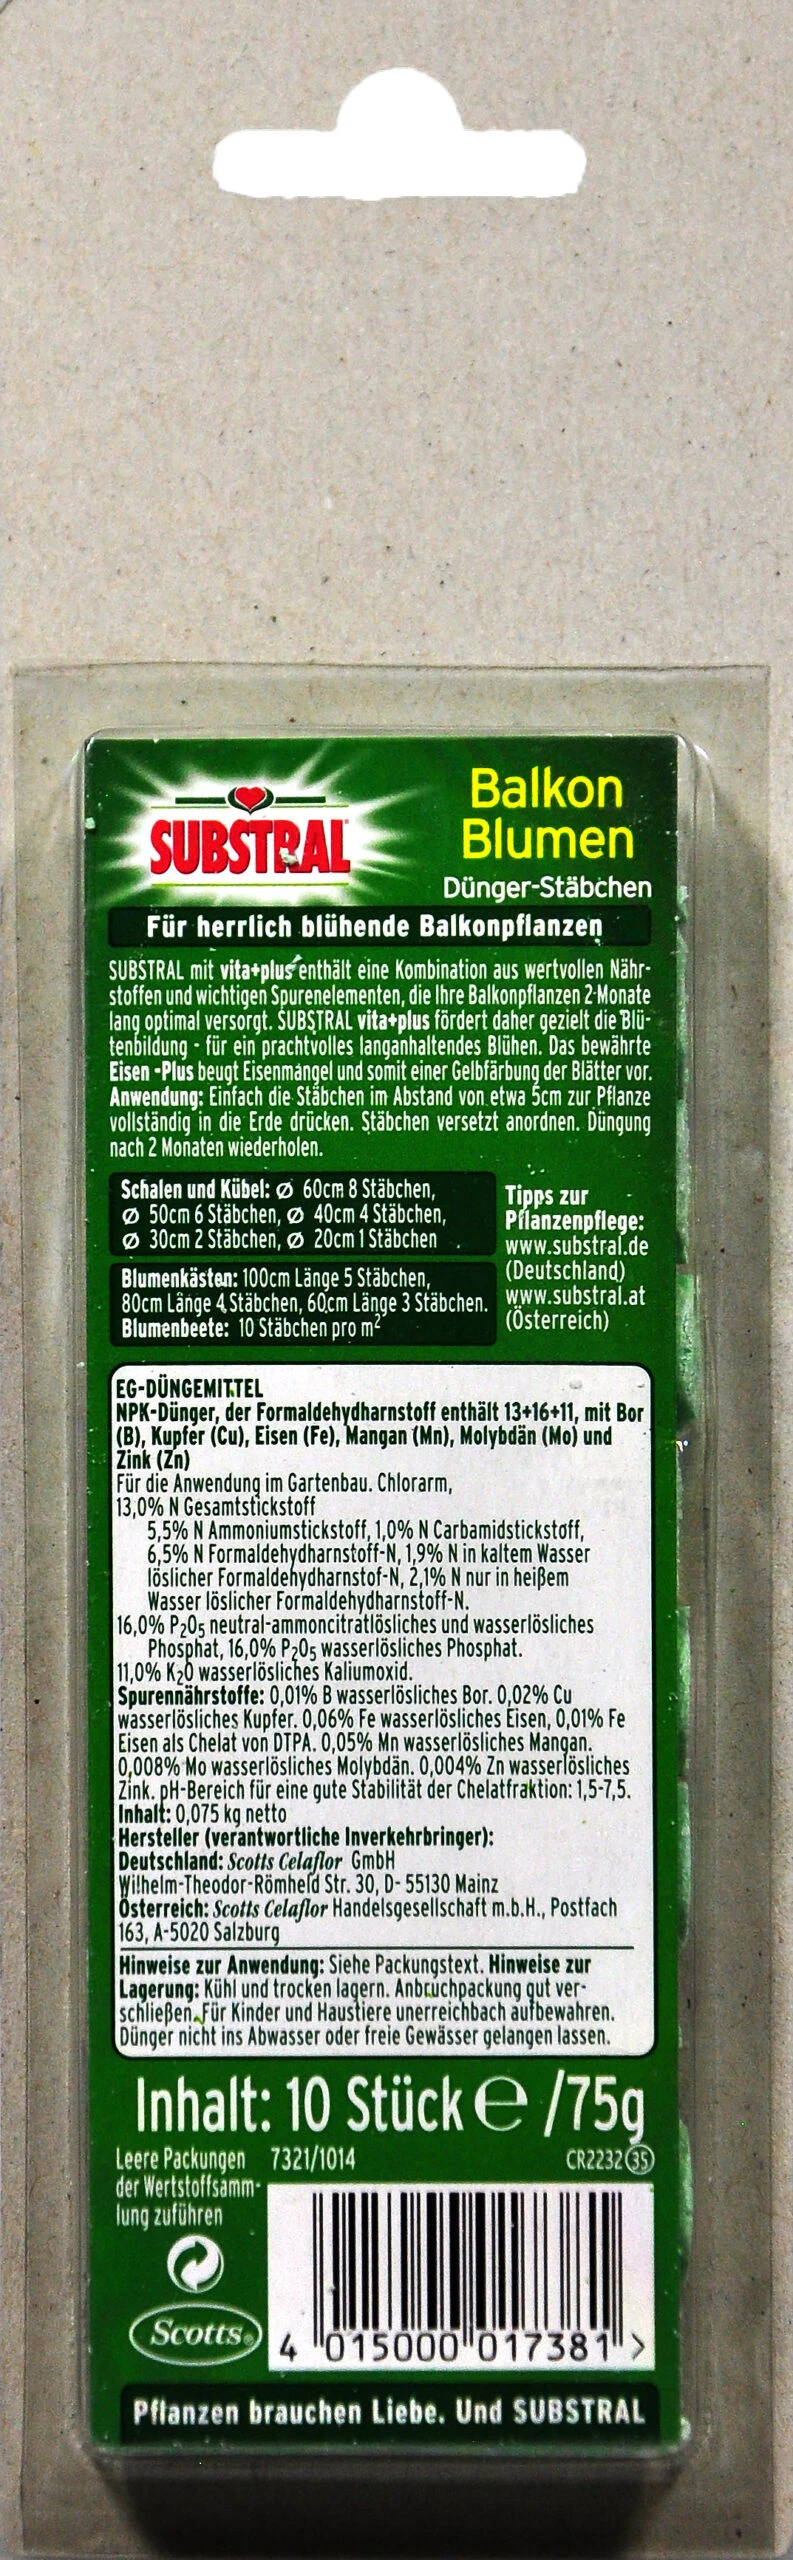 SUBSTRAL
Balkon
Blumen
Dünger-Stäbchen
Für herrlich blühende Balkonpflanzen
SUBSTRAL mit vita+plus enthält eine Kombination aus wertvollen Nähr-
stoffen und wichtigen Spurenelementen, die Ihre Balkonpflanzen 2 Monate
lang optimal versorgt. SUBSTRAL vita+plus fördert daher gezielt die Blü-
tenbildung - für ein prachtvolles langanhaltendes Blühen. Das bewährte
Eisen -Plus beugt Eisenmangel und somit einer Gelbfärbung der Blätter vor.
Anwendung: Einfach die Stäbchen im Abstand von etwa 5cm zur Pflanze
vollständig in die Erde drücken. Stäbchen versetzt anordnen. Düngung
nach 2 Monaten wiederholen.
Schalen und Kübel: Ø 60cm 8 Stäbchen,
Ø 50cm 6 Stäbchen, Ø 40cm 4 Stäbchen,
Ø 30cm 2 Stäbchen, Ø 20cm 1 Stäbchen
Blumenkästen: 100cm Länge 5 Stäbchen,
80cm Länge 4 Stäbchen, 60cm Länge 3 Stäbchen.
Blumenbeete: 10 Stäbchen pro m²
Tipps zur
Pflanzenpflege:
www.substral.de
(Deutschland)
www.substral.at
(Österreich)
EG-DÜNGEMITTEL
NPK-Dünger, der Formaldehydharnstoff enthält 13+16+11, mit Bor
(B), Kupfer (Cu), Eisen (Fe), Mangan (Mn), Molybdän (Mo) und
Zink (Zn)
Für die Anwendung im Gartenbau. Chlorarm,
13,0% N Gesamtstickstoff
5,5% N Ammoniumstickstoff, 1,0% N Carbamidstickstoff,
6,5% N Formaldehydharnstoff-N, 1,9% N in kaltem Wasser
löslicher Formaldehydharnstof-N, 2,1% N nur in heißem
Wasser löslicher Formaldehydharnstoff-N.
16,0% P₂O₅ neutral-ammoncitratlösliches und wasserlösliches
Phosphat, 16,0% P₂O₅ wasserlösliches Phosphat.
11,0% K₂O wasserlösliches Kaliumoxid.
Spurennährstoffe: 0,01% B wasserlösliches Bor. 0,02% Cu
wasserlösliches Kupfer. 0,06% Fe wasserlösliches Eisen, 0,01% Fe
Eisen als Chelat von DTPA. 0,05% Mn wasserlösliches Mangan.
0,008% Mo wasserlösliches Molybdän. 0,004% Zn wasserlösliches
Zink. pH-Bereich für eine gute Stabilität der Chelatfraktion: 1,5-7,5.
Inhalt: 0,075 kg netto
Hersteller (verantwortliche Inverkehrbringer):
Deutschland: Scotts Celaflor GmbH
Wilhelm-Theodor-Römheld Str. 30, D- 55130 Mainz
Österreich: Scotts Celaflor Handelsgesellschaft m.b.H., Postfach
163, A-5020 Salzburg
Hinweise zur Anwendung: Siehe Packungstext. Hinweise zur
Lagerung: Kühl und trocken lagern. Anbruchpackung gut ver-
schließen. Für Kinder und Haustiere unerreichbar aufbewahren.
Dünger nicht ins Abwasser oder freie Gewässer gelangen lassen.
Inhalt: 10 Stück ℮ /75g
Leere Packungen
der Wertstoffsamm-
lung zuführen
7321/1014
CR2232 35
Scotts®
4 015000 017381 >
Pflanzen brauchen Liebe. Und SUBSTRAL